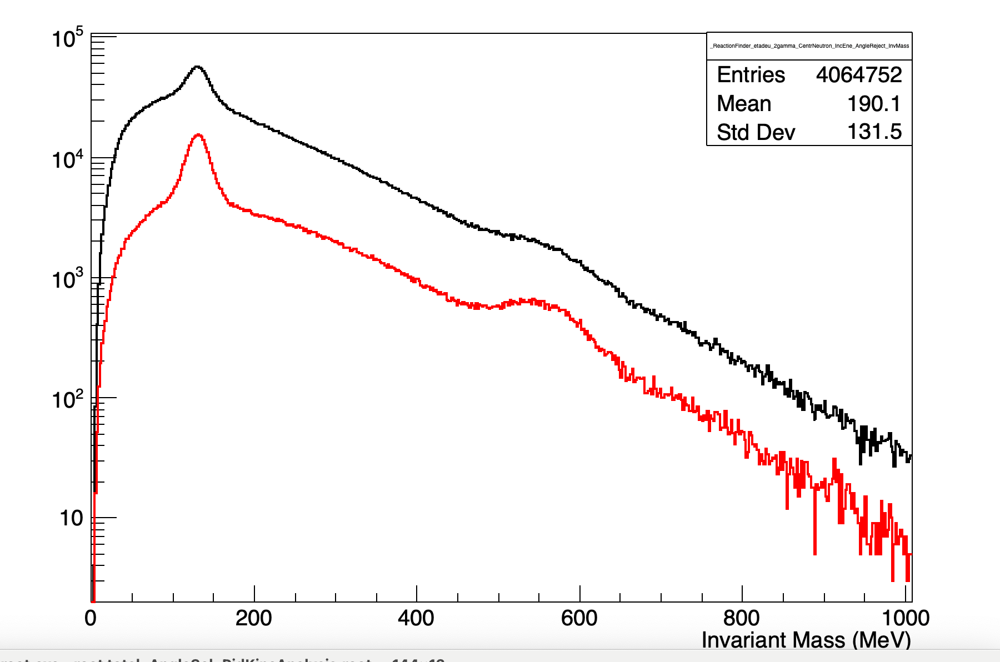 10^5
10^4
10^3
10^2
10
_ReactionFinder_etadeu_2gamma_CentrNeutron_IncEne_AngleReject_InvMass
Entries 4064752
Mean 190.1
Std Dev 131.5
0 200 400 600 800 1000
Invariant Mass (MeV)